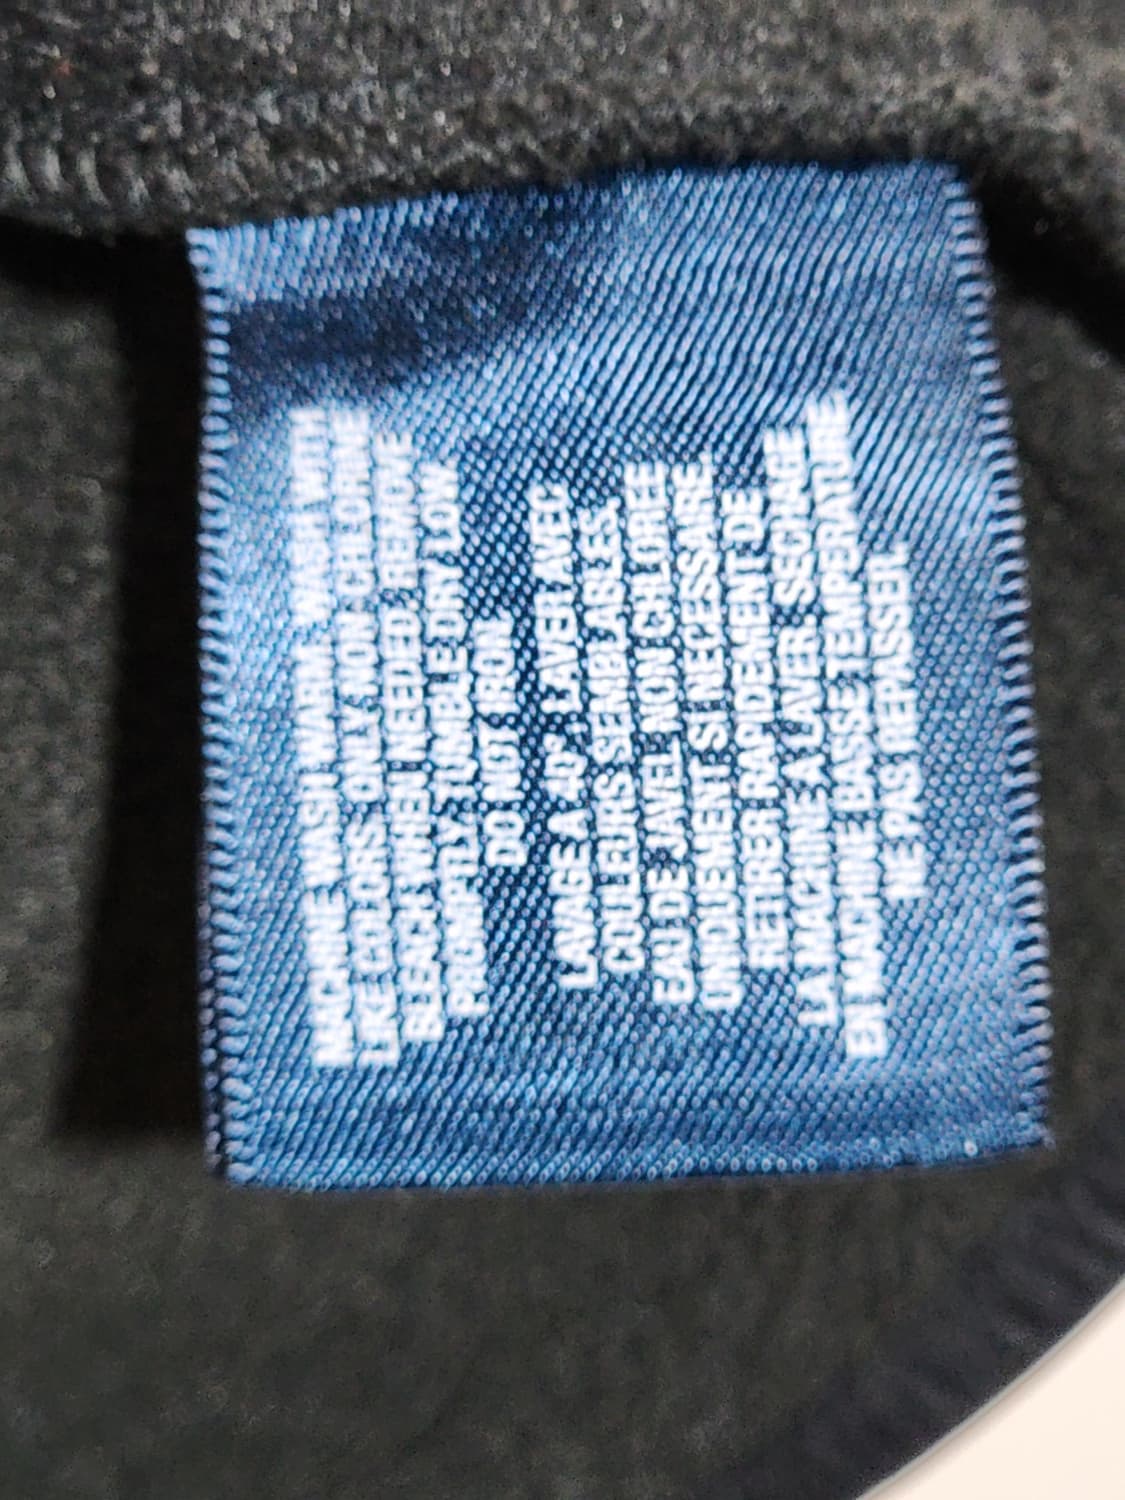 MACHINE WASH WARM. WASH WITH
LIKE COLORS ONLY. NON CHLORINE
BLEACH WHEN NEEDED. REMOVE
PROMPTLY. TUMBLE DRY LOW.
DO NOT IRON.
LAVAGE A 40° LAVER AVEC
COULEURS SEMBLABLES.
EAU DE JAVEL NON CHLOREE
UNIQUEMENT SI NECESSAIRE.
RETIRER RAPIDEMENT DE
LA MACHINE A LAVER. SECHAGE
EN MACHINE BASSE TEMPERATURE.
NE PAS REPASSER.